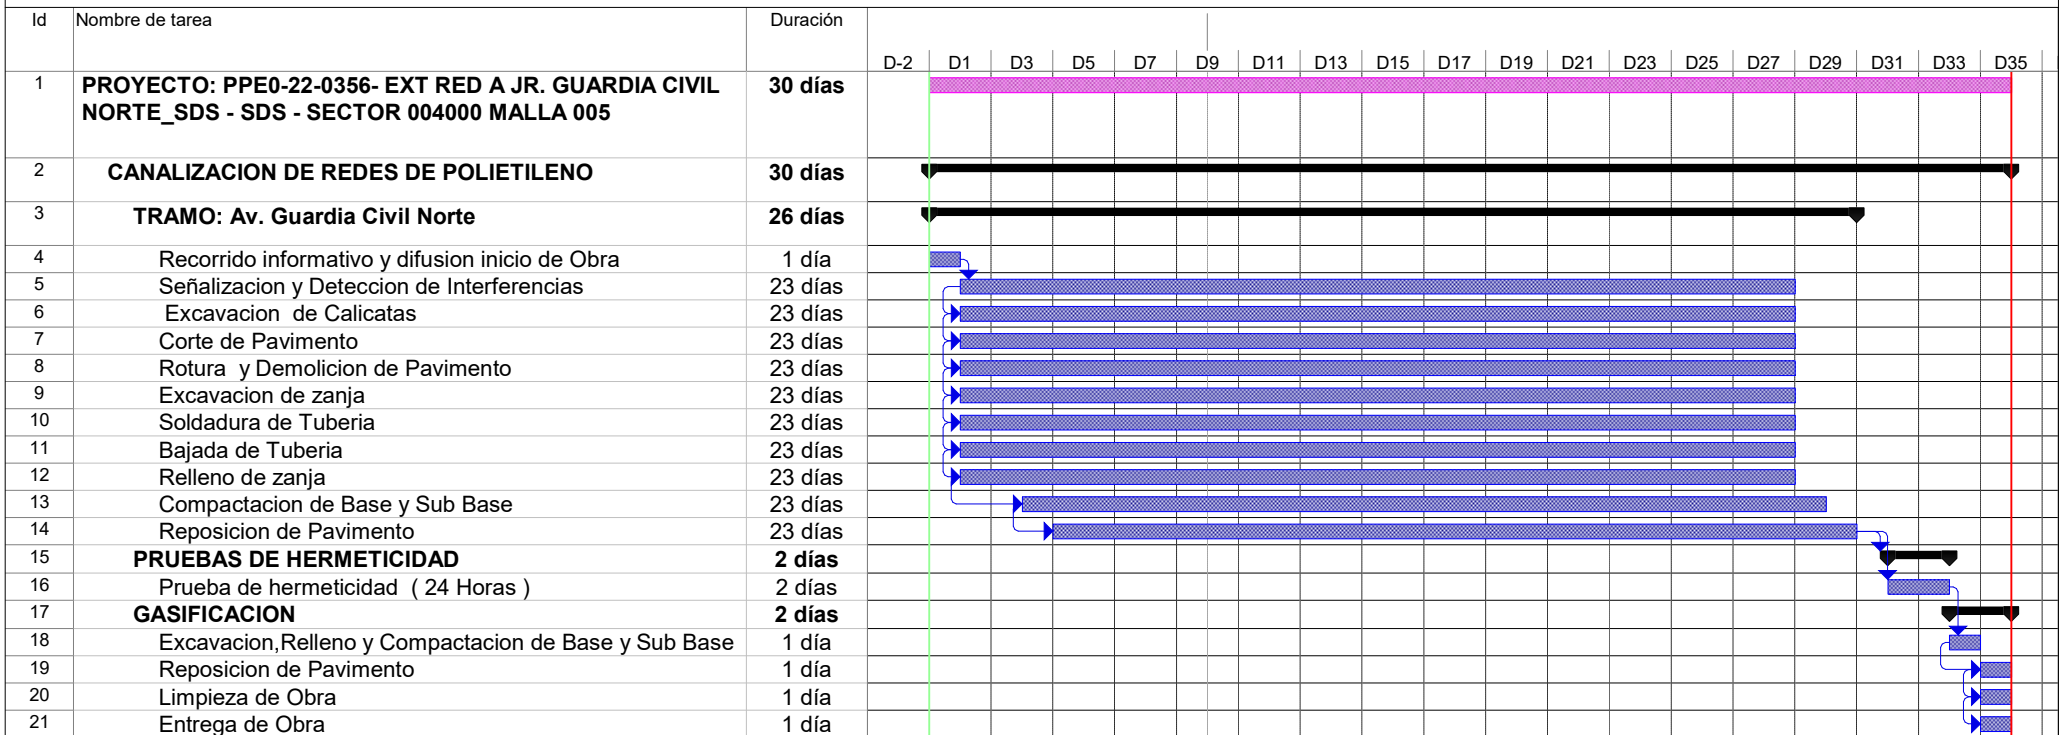 Id Nombre de tarea Duración
D-2 D1 D3 D5 D7 D9 D11 D13 D15 D17 D19 D21 D23 D25 D27 D29 D31 D33 D35
1 PROYECTO: PPE0-22-0356- EXT RED A JR. GUARDIA CIVIL 30 días
NORTE_SDS - SDS - SECTOR 004000 MALLA 005
2 CANALIZACION DE REDES DE POLIETILENO 30 días
3 TRAMO: Av. Guardia Civil Norte 26 días
4 Recorrido informativo y difusion inicio de Obra 1 día
5 Señalizacion y Deteccion de Interferencias 23 días
6 Excavacion de Calicatas 23 días
7 Corte de Pavimento 23 días
8 Rotura y Demolicion de Pavimento 23 días
9 Excavacion de zanja 23 días
10 Soldadura de Tuberia 23 días
11 Bajada de Tuberia 23 días
12 Relleno de zanja 23 días
13 Compactacion de Base y Sub Base 23 días
14 Reposicion de Pavimento 23 días
15 PRUEBAS DE HERMETICIDAD 2 días
16 Prueba de hermeticidad ( 24 Horas ) 2 días
17 GASIFICACION 2 días
18 Excavacion,Relleno y Compactacion de Base y Sub Base 1 día
19 Reposicion de Pavimento 1 día
20 Limpieza de Obra 1 día
21 Entrega de Obra 1 día